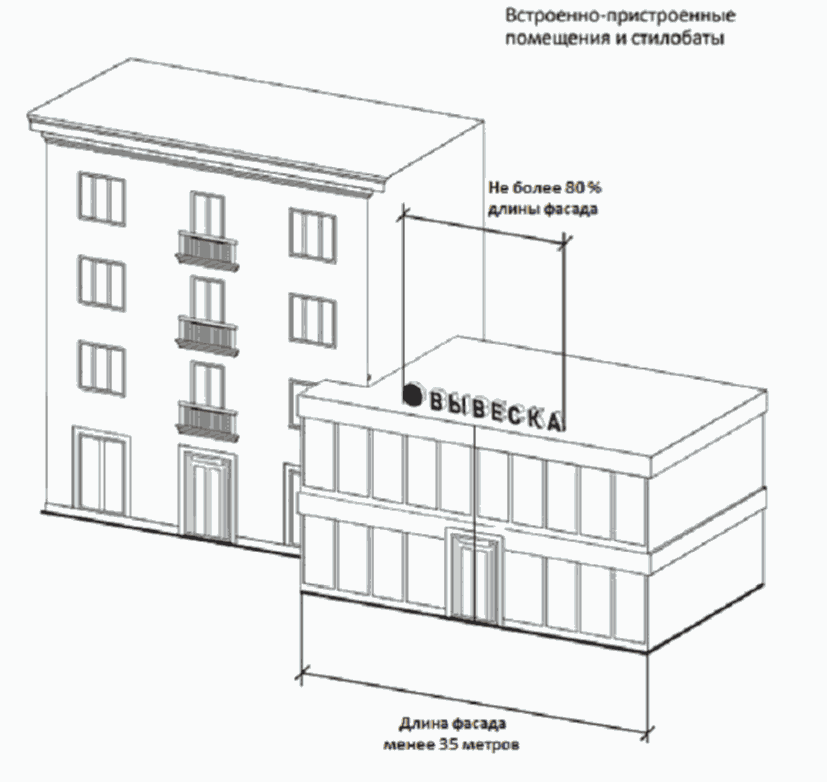 Встроенно-пристроенные
помещения и стилобаты
Не более 80 %
длины фасада
ВЫВЕСКА
Длина фасада
менее 35 метров